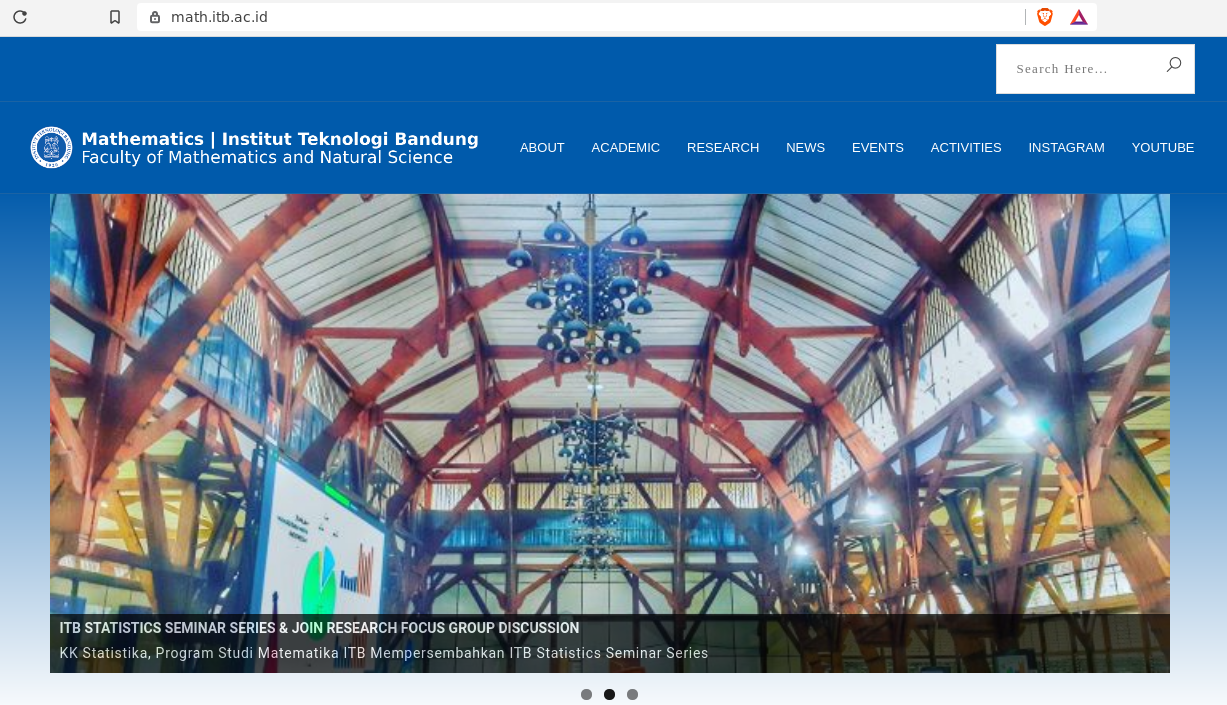 math.itb.ac.id
Search Here...
Mathematics | Institut Teknologi Bandung
Faculty of Mathematics and Natural Science
ABOUT ACADEMIC RESEARCH NEWS EVENTS ACTIVITIES INSTAGRAM YOUTUBE
ITB STATISTICS SEMINAR SERIES & JOIN RESEARCH FOCUS GROUP DISCUSSION
KK Statistika, Program Studi Matematika ITB Mempersembahkan ITB Statistics Seminar Series